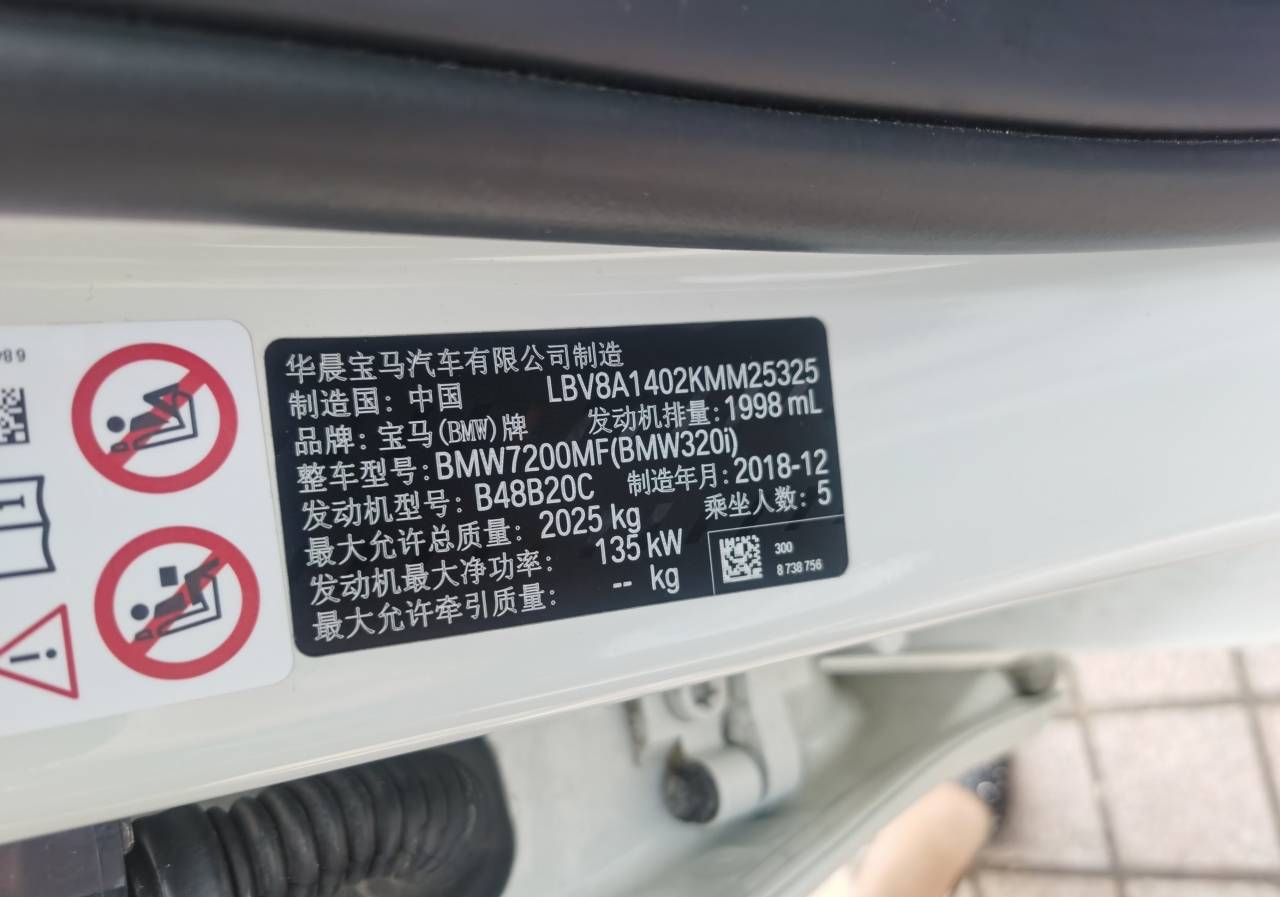 684
华晨宝马汽车有限公司制造
制造国：中国 LBV8A1402KMM25325
品牌：宝马(BMW)牌 发动机排量：1998 mL
整车型号：BMW7200MF(BMW320i)
发动机型号：B48B20C 制造年月：2018-12
最大允许总质量：2025 kg 乘坐人数：5
发动机最大净功率：135 kW
最大允许牵引质量：-- kg
300
8 738 756